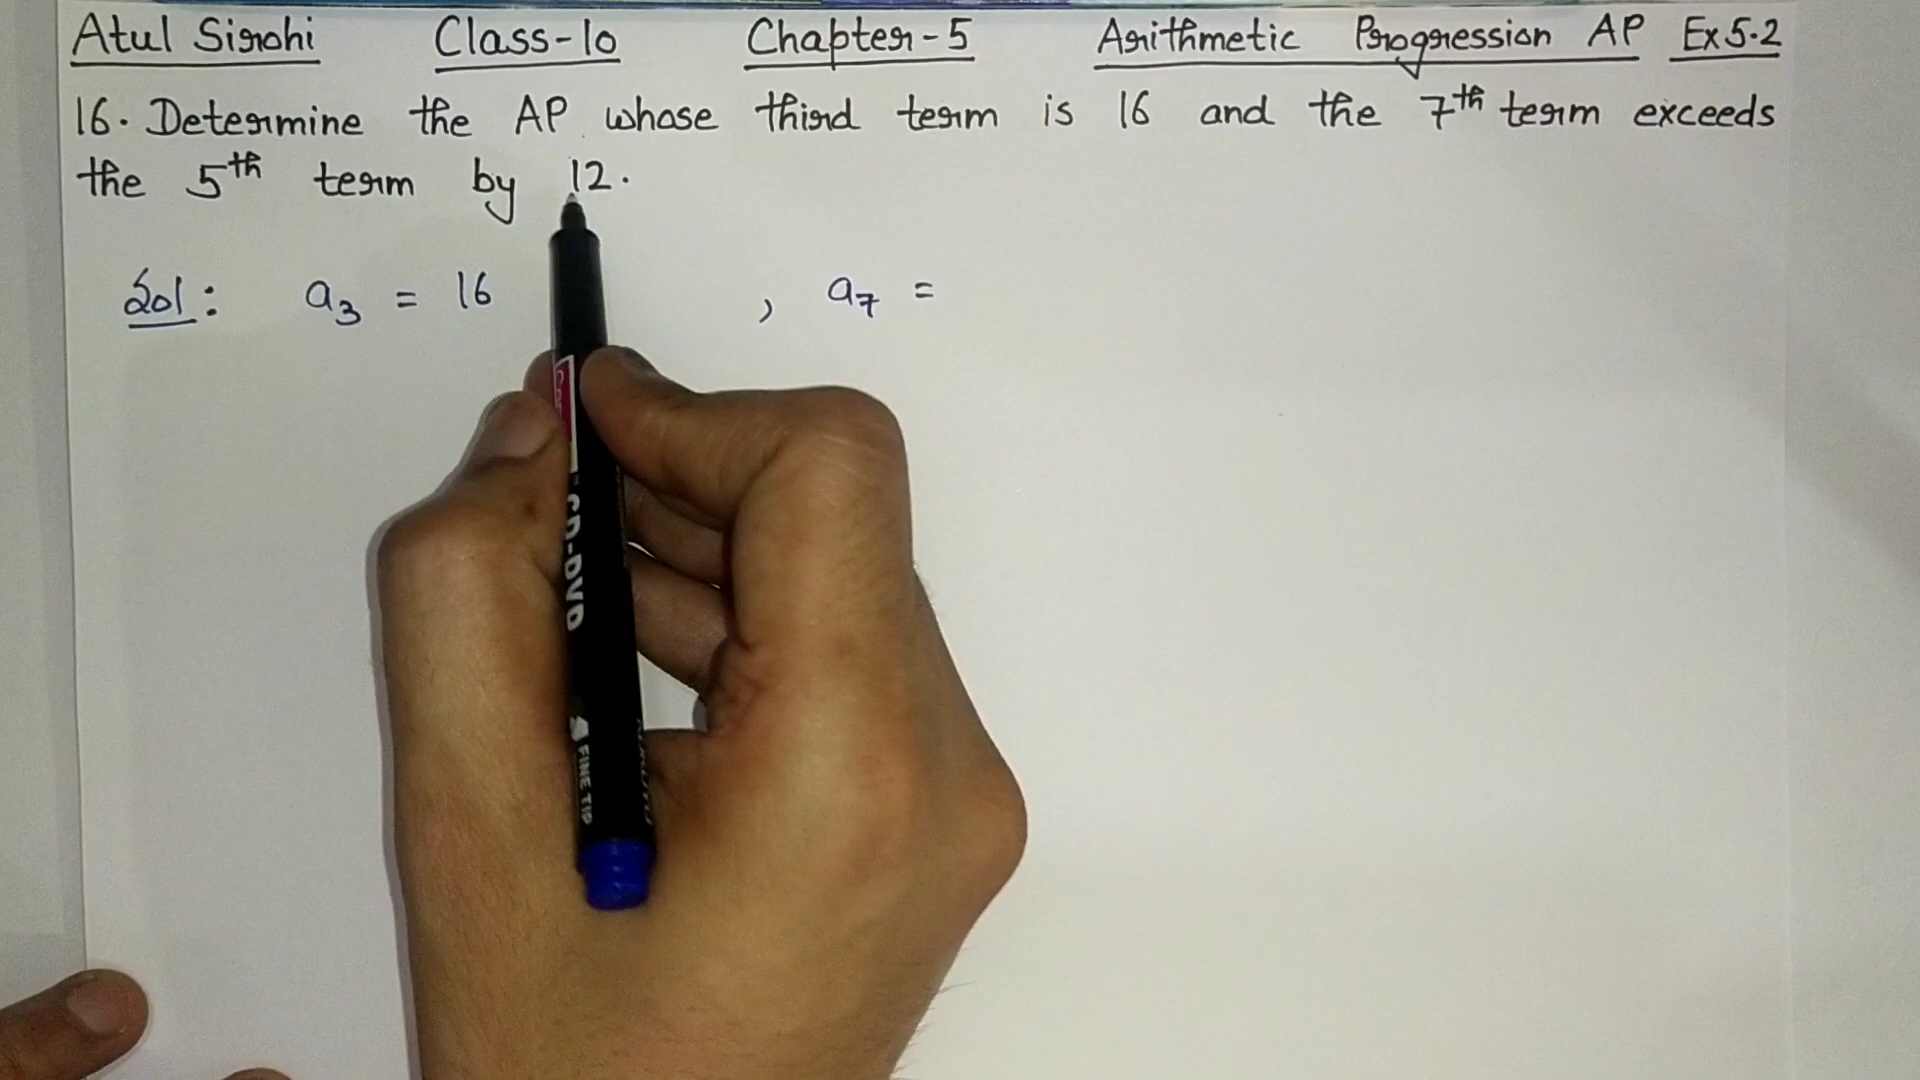 Atul Sirohi Class-10 Chapter-5 Arithmetic Progression AP Ex 5.2
16. Determine the AP whose third term is 16 and the 7th term exceeds
the 5th term by 12.
Sol: a3 = 16 , a7 =
CD-DVD
FINE TIP